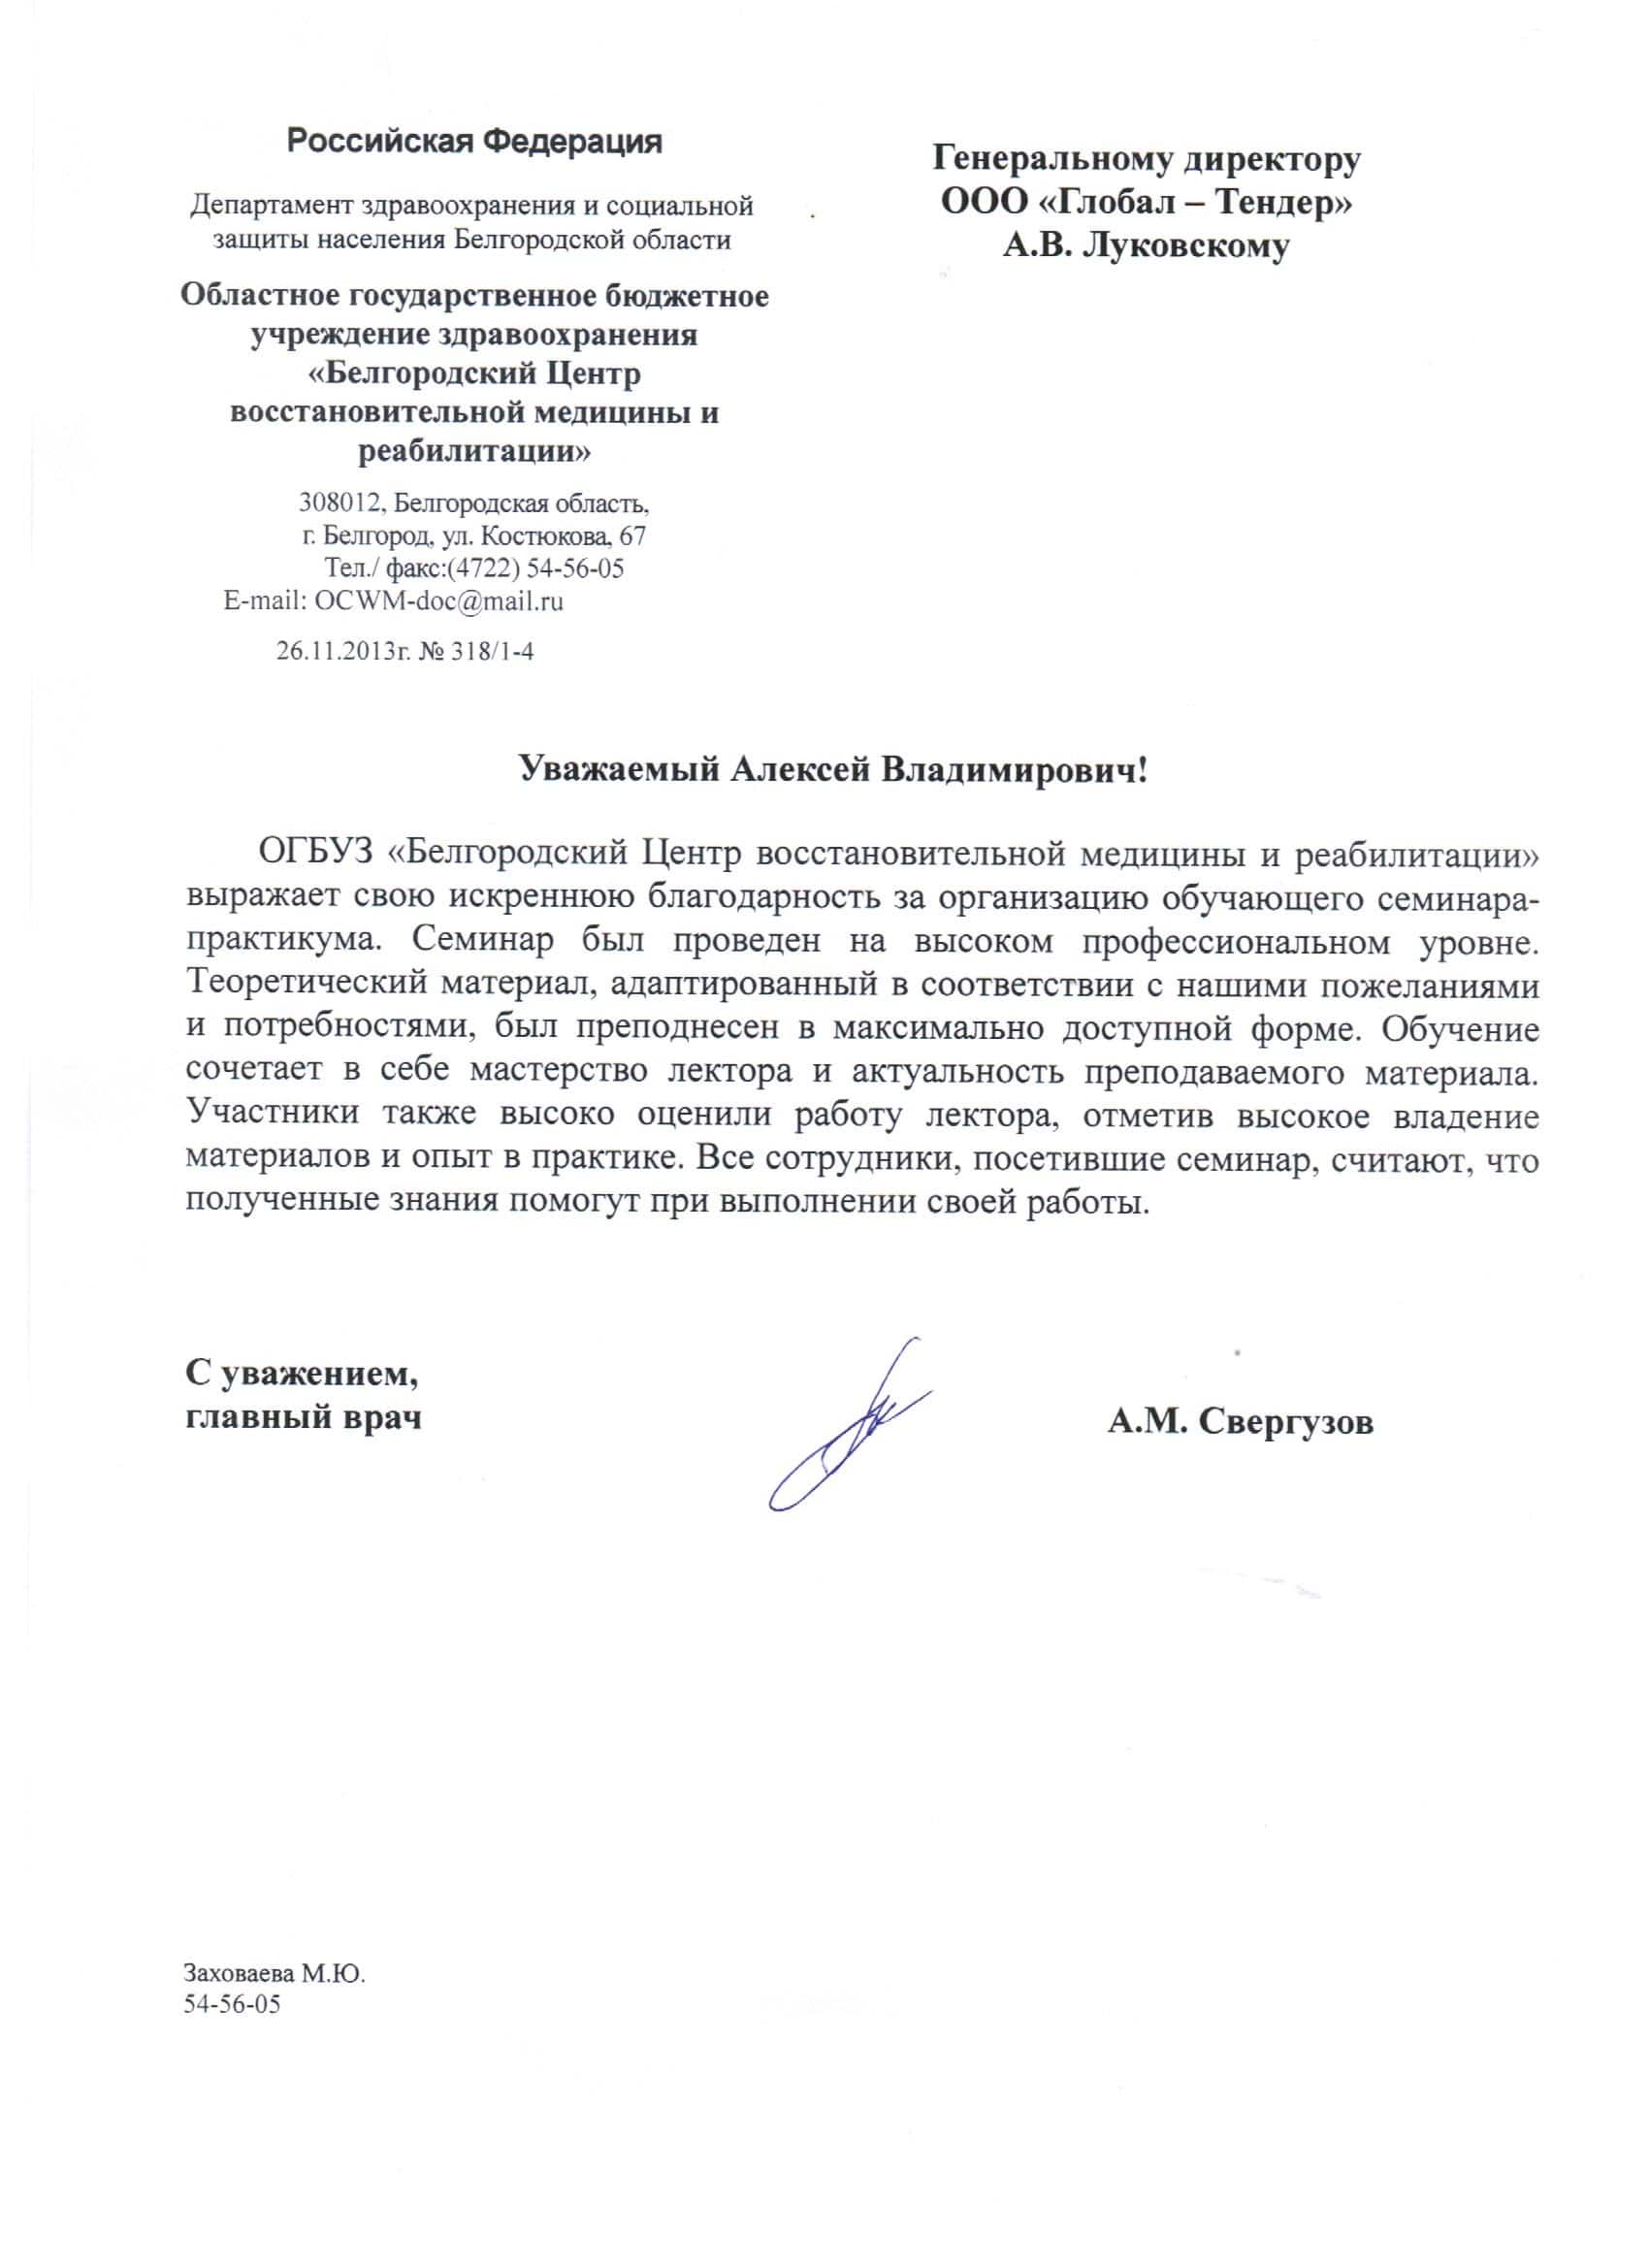 Российская Федерация
Департамент здравоохранения и социальной
защиты населения Белгородской области
Областное государственное бюджетное
учреждение здравоохранения
«Белгородский Центр
восстановительной медицины и
реабилитации»
308012, Белгородская область,
г. Белгород, ул. Костюкова, 67
Тел./ факс:(4722) 54-56-05
E-mail: OCWM-doc@mail.ru
26.11.2013г. № 318/1-4
Генеральному директору
ООО «Глобал – Тендер»
А.В. Луковскому
Уважаемый Алексей Владимирович!
ОГБУЗ «Белгородский Центр восстановительной медицины и реабилитации»
выражает свою искреннюю благодарность за организацию обучающего семинара-
практикума. Семинар был проведен на высоком профессиональном уровне.
Теоретический материал, адаптированный в соответствии с нашими пожеланиями
и потребностями, был преподнесен в максимально доступной форме. Обучение
сочетает в себе мастерство лектора и актуальность преподаваемого материала.
Участники также высоко оценили работу лектора, отметив высокое владение
материалов и опыт в практике. Все сотрудники, посетившие семинар, считают, что
полученные знания помогут при выполнении своей работы.
С уважением,
главный врач
А.М. Свергузов
Заховаева М.Ю.
54-56-05